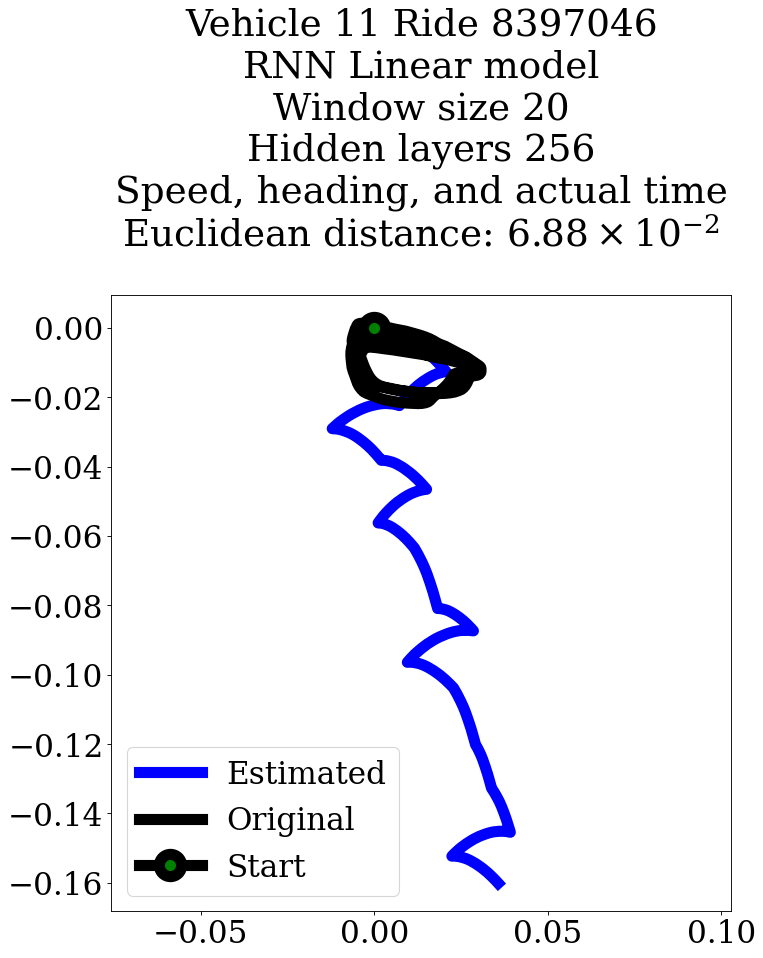 Vehicle 11 Ride 8397046
RNN Linear model
Window size 20
Hidden layers 256
Speed, heading, and actual time
Euclidean distance: 6.88 × 10⁻²
0.00
−0.02
−0.04
−0.06
−0.08
−0.10
−0.12
−0.14
−0.16
Estimated
Original
Start
−0.05
0.00
0.05
0.10